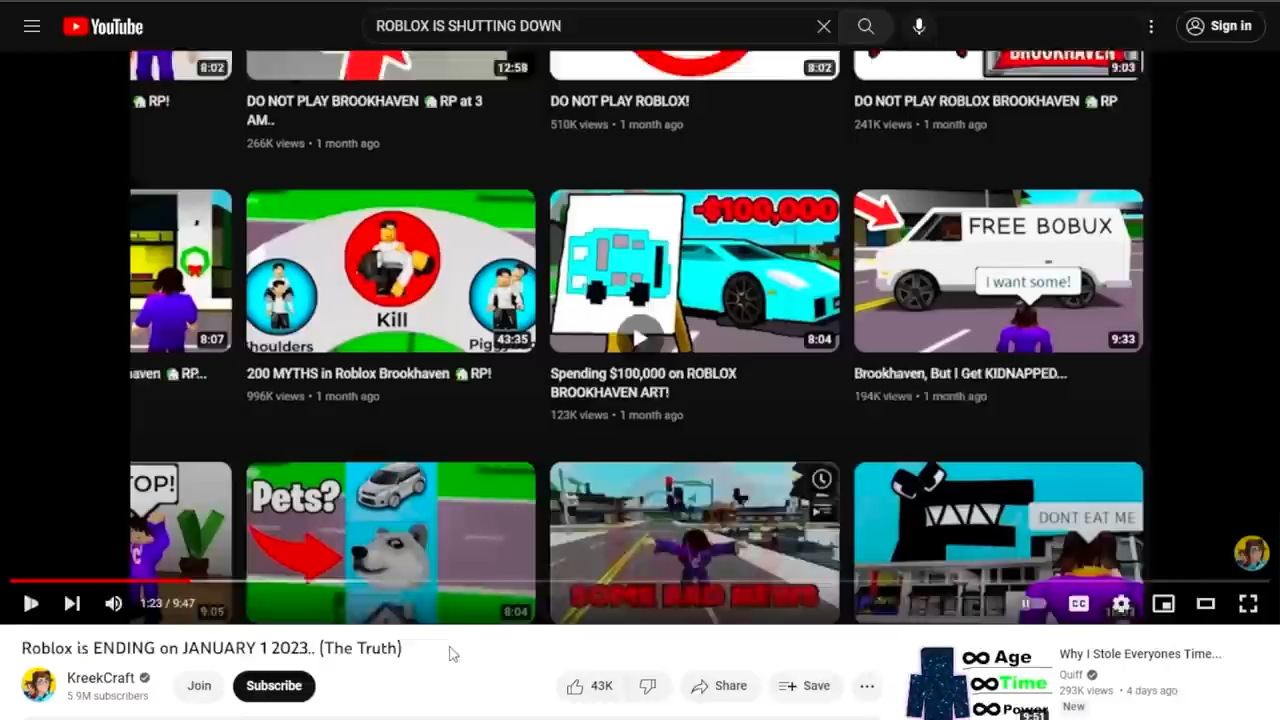 YouTube
ROBLOX IS SHUTTING DOWN
Sign in
8:02
12:58
8:02
BROOKHAVEN
9:03
RP!
DO NOT PLAY BROOKHAVEN RP at 3
AM..
266K views • 1 month ago
DO NOT PLAY ROBLOX!
510K views • 1 month ago
DO NOT PLAY ROBLOX BROOKHAVEN RP
241K views • 1 month ago
8:07
Kill
houlders
Pigg
43:35
-$100,000
8:04
FREE BOBUX
I want some!
9:33
aven RP...
200 MYTHS in Roblox Brookhaven RP!
996K views • 1 month ago
Spending $100,000 on ROBLOX
BROOKHAVEN ART!
123K views • 1 month ago
Brookhaven, But I Get KIDNAPPED...
194K views • 1 month ago
TOP!
9:05
Pets?
8:04
SOME BAD NEWS
DONT EAT ME
1:23 / 9:47
CC
Roblox is ENDING on JANUARY 1 2023.. (The Truth)
KreekCraft
5.9M subscribers
Join
Subscribe
43K
Share
Save
∞ Age
∞Time
∞ Power
9:51
Why I Stole Everyones Time...
Quiff
293K views • 4 days ago
New